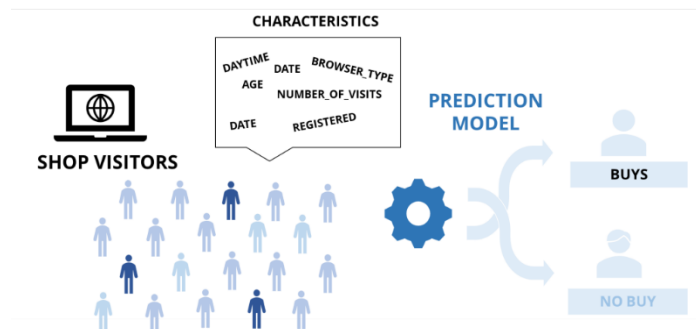 CHARACTERISTICS
DAYTIME
DATE
BROWSER_TYPE
AGE
NUMBER_OF_VISITS
DATE
REGISTERED
SHOP VISITORS
PREDICTION
MODEL
BUYS
NO BUY